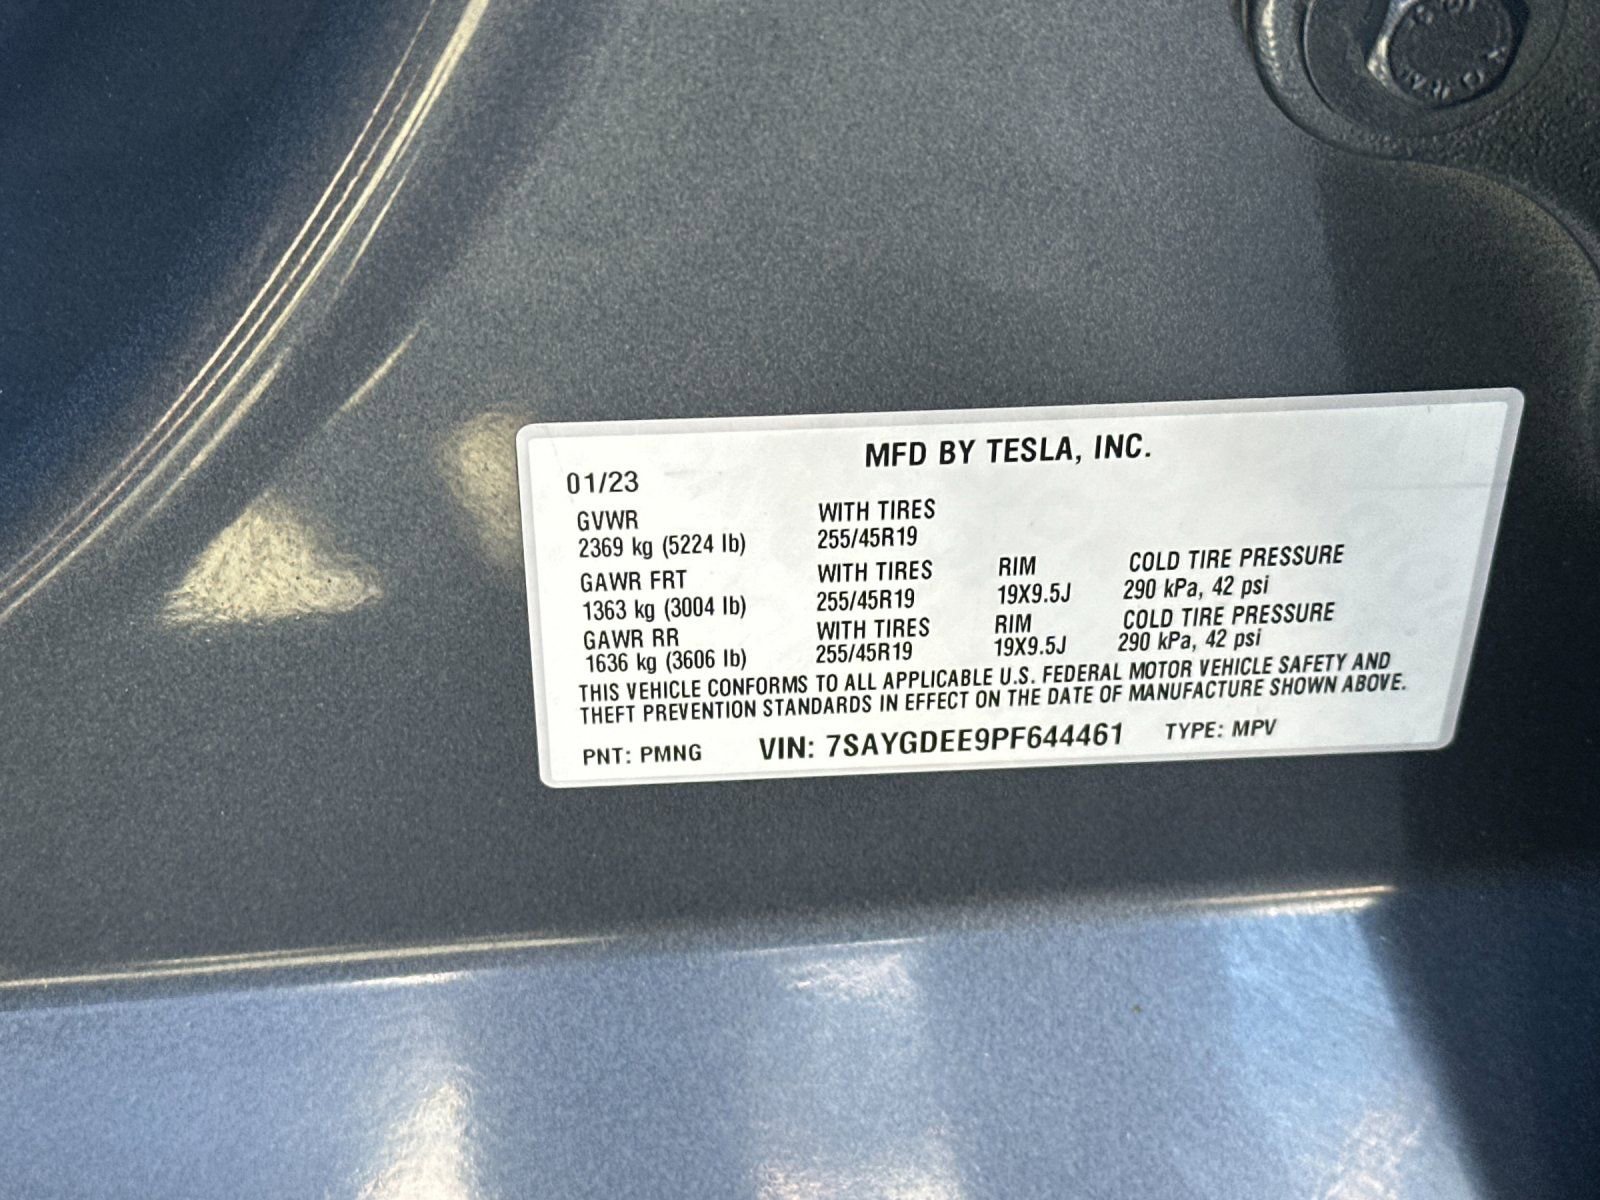 MFD BY TESLA, INC.
01/23
GVWR WITH TIRES
2369 kg (5224 lb) 255/45R19
GAWR FRT WITH TIRES RIM COLD TIRE PRESSURE
1363 kg (3004 lb) 255/45R19 19X9.5J 290 kPa, 42 psi
GAWR RR WITH TIRES RIM COLD TIRE PRESSURE
1636 kg (3606 lb) 255/45R19 19X9.5J 290 kPa, 42 psi
THIS VEHICLE CONFORMS TO ALL APPLICABLE U.S. FEDERAL MOTOR VEHICLE SAFETY AND
THEFT PREVENTION STANDARDS IN EFFECT ON THE DATE OF MANUFACTURE SHOWN ABOVE.
PNT: PMNG VIN: 7SAYGDEE9PF644461 TYPE: MPV